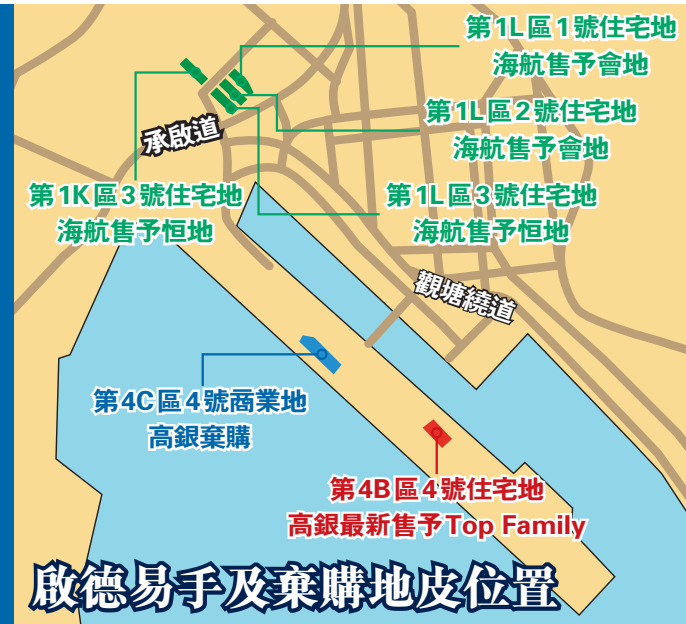 第1L區1號住宅地
海航售予會地
第1L區2號住宅地
海航售予會地
承啟道
第1K區3號住宅地
海航售予恒地
第1L區3號住宅地
海航售予恒地
觀塘繞道
第4C區4號商業地
高銀棄購
第4B區4號住宅地
高銀最新售予Top Family
啟德易手及棄購地皮位置